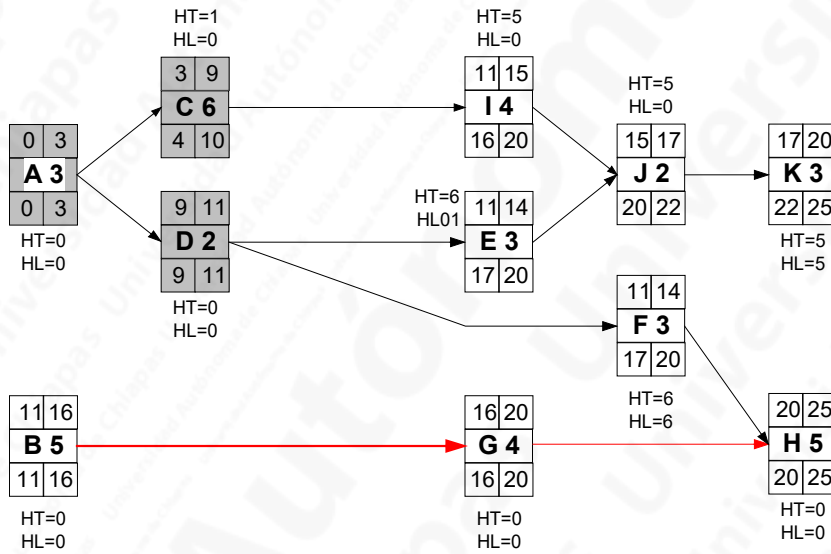 HT=1
HL=0
3 9
C 6
4 10
HT=5
HL=0
11 15
I 4
16 20
HT=5
HL=0
15 17
J 2
20 22
17 20
K 3
22 25
HT=5
HL=5
0 3
A 3
0 3
HT=0
HL=0
9 11
D 2
9 11
HT=0
HL=0
HT=6
HL01
11 14
E 3
17 20
11 14
F 3
17 20
HT=6
HL=6
11 16
B 5
11 16
HT=0
HL=0
16 20
G 4
16 20
HT=0
HL=0
20 25
H 5
20 25
HT=0
HL=0
Universidad Autónoma de Chiapas